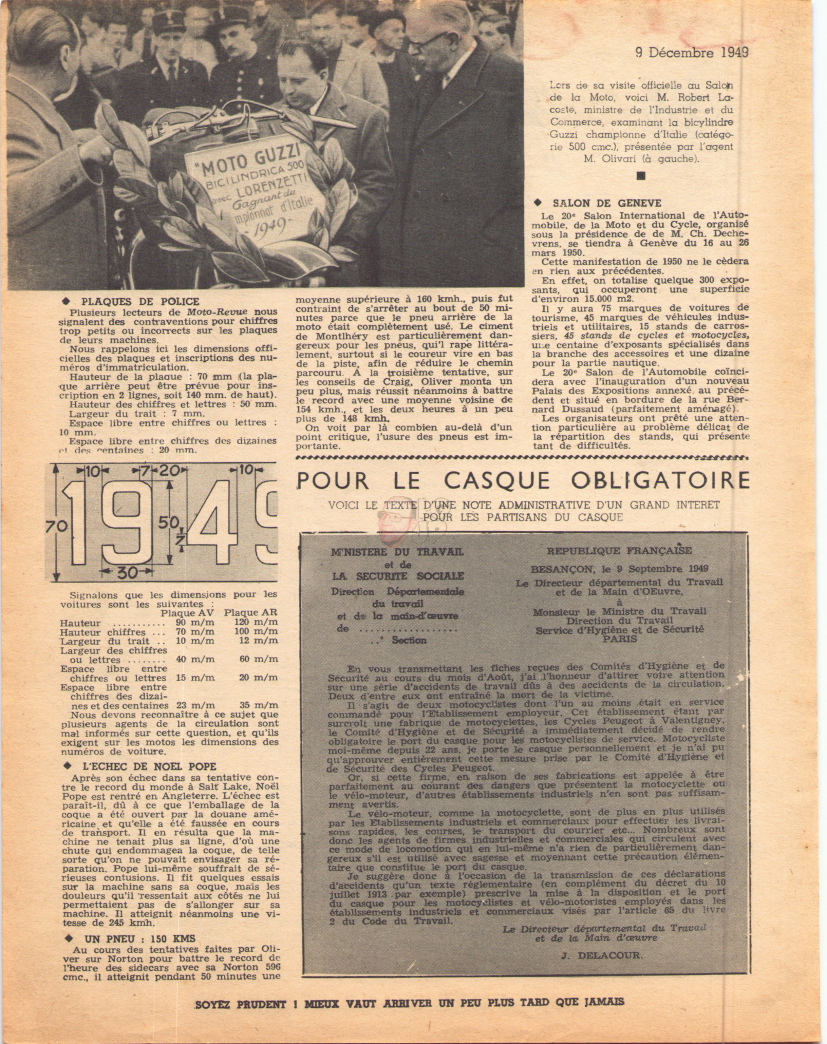 "MOTO GUZZI
BICILINDRICA 500
avec LORENZETTI
Gagnant du
mpionnat d'Italie
1949-
9 Décembre 1949
Lors de sa visite officielle au Salon
de la Moto, voici M. Robert La-
coste, ministre de l'Industrie et du
Commerce, examinant la bicylindre
Guzzi championne d'Italie (catégo-
rie 500 cmc.), présentée par l'agent
M. Olivari (à gauche).
◆ SALON DE GENEVE
Le 20e Salon International de l'Auto-
mobile, de la Moto et du Cycle, organisé
sous la présidence de de M. Ch. Deche-
vrens, se tiendra à Genève du 16 au 26
mars 1950.
Cette manifestation de 1950 ne le cèdera
en rien aux précédentes.
En effet, on totalise quelque 300 expo-
sants, qui occuperont une superficie
d'environ 15.000 m2.
Il y aura 75 marques de voitures de
tourisme, 45 marques de véhicules indus-
triels et utilitaires, 15 stands de carros-
siers, 45 stands de cycles et motocycles,
une centaine d'exposants spécialisés dans
la branche des accessoires et une dizaine
pour la partie nautique.
Le 20e Salon de l'Automobile coïnci-
dera avec l'inauguration d'un nouveau
Palais des Expositions annexé, au précé-
dent et situé en bordure de la rue Ber-
nard Dussaud (parfaitement aménagé).
Les organisateurs ont prêté une atten-
tion particulière au problème délicat de
la répartition des stands, qui présente
tant de difficultés.
◆ PLAQUES DE POLICE
Plusieurs lecteurs de Moto-Revue nous
signalent des contraventions pour chiffres
trop petits ou incorrects sur les plaques
de leurs machines.
Nous rappelons ici les dimensions offi-
cielles des plaques et inscriptions des nu-
méros d'immatriculation.
Hauteur de la plaque : 70 mm (la pla-
que arrière peut être prévue pour ins-
cription en 2 lignes, soit 140 mm. de haut).
Hauteur des chiffres et lettres : 50 mm.
Largeur du trait : 7 mm.
Espace libre entre chiffres ou lettres :
10 mm.
Espace libre entre chiffres des dizaines
et des centaines : 20 mm.
10 7 20 10
70 1949 50 7
30
Signalons que les dimensions pour les
voitures sont les suivantes :
Plaque AV Plaque AR
Hauteur ........... 90 m/m 120 m/m
Hauteur chiffres ... 70 m/m 100 m/m
Largeur du trait .. 10 m/m 12 m/m
Largeur des chiffres
ou lettres ........ 40 m/m 60 m/m
Espace libre entre
chiffres ou lettres 15 m/m 20 m/m
Espace libre entre
chiffres des dizai-
nes et des centaines 23 m/m 35 m/m
Nous devons reconnaître à ce sujet que
plusieurs agents de la circulation sont
mal informés sur cette question, et qu'ils
exigent sur les motos les dimensions des
numéros de voiture.
◆ L'ECHEC DE NOEL POPE
Après son échec dans sa tentative con-
tre le record du monde à Salt Lake, Noël
Pope est rentré en Angleterre. L'échec est
paraît-il, dû à ce que l'emballage de la
coque a été ouvert par la douane amé-
ricaine et qu'elle a été faussée en cours
de transport. Il en résulta que la ma-
chine ne tenait plus sa ligne, d'où une
chute qui endommagea la coque, de telle
sorte qu'on ne pouvait envisager sa ré-
paration. Pope lui-même souffrait de sé-
rieuses contusions. Il fit quelques essais
sur la machine sans sa coque, mais les
douleurs qu'il ressentait aux côtés ne lui
permettaient pas de s'allonger sur sa
machine. Il atteignit néanmoins une vi-
tesse de 245 kmh.
◆ UN PNEU : 150 KMS
Au cours des tentatives faites par Oli-
ver sur Norton pour battre le record de
l'heure des sidecars avec sa Norton 596
cmc., il atteignit pendant 50 minutes une
moyenne supérieure à 160 kmh., puis fut
contraint de s'arrêter au bout de 50 mi-
nutes parce que le pneu arrière de la
moto était complètement usé. Le ciment
de Montlhéry est particulièrement dan-
gereux pour les pneus, qu'il rape littéra-
lement, surtout si le coureur vire en bas
de la piste, afin de réduire le chemin
parcouru. A la troisième tentative, sur
les conseils de Craig, Oliver monta un
peu plus, mais réussit néanmoins à battre
le record avec une moyenne voisine de
154 kmh., et les deux heures à un peu
plus de 148 kmh.
On voit par là combien au-delà d'un
point critique, l'usure des pneus est im-
portante.
POUR LE CASQUE OBLIGATOIRE
VOICI LE TEXTE D'UNE NOTE ADMINISTRATIVE D'UN GRAND INTERET
POUR LES PARTISANS DU CASQUE
MINISTERE DU TRAVAIL
et de
LA SECURITE SOCIALE
Direction Départementale
du travail
et de la main-d'œuvre
de .................
..° Section
REPUBLIQUE FRANÇAISE
BESANÇON, le 9 Septembre 1949
Le Directeur départemental du Travail
et de la Main d'OEuvre,
à
Monsieur le Ministre du Travail
Direction du Travail
Service d'Hygiène et de Sécurité
PARIS
En vous transmettant les fiches reçues des Comités d'Hygiène et de
Sécurité au cours du mois d'Août, j'ai l'honneur d'attirer votre attention
sur une série d'accidents de travail dûs à des accidents de la circulation.
Deux d'entre eux ont entraîné la mort de la victime.
Il s'agit de deux motocyclistes dont l'un au moins était en service
commandé pour l'Etablissement employeur. Cet établissement étant par
surcroît une fabrique de motocyclettes, les Cycles Peugeot à Valentigney,
le Comité d'Hygiène et de Sécurité a immédiatement décidé de rendre
obligatoire le port du casque pour les motocyclistes de service. Motocycliste
moi-même depuis 22 ans, je porte le casque personnellement et je n'ai pu
qu'approuver entièrement cette mesure prise par le Comité d'Hygiène et
de Sécurité des Cycles Peugeot.
Or, si cette firme, en raison de ses fabrications est appelée à être
parfaitement au courant des dangers que présentent la motocyclette ou
le vélo-moteur, d'autres établissements industriels n'en sont pas suffisam-
ment avertis.
Le vélo-moteur, comme la motocyclette, sont de plus en plus utilisés
par les Etablissements industriels et commerciaux pour effectuer les livrai-
sons rapides, les courses, le transport du courrier etc... Nombreux sont
donc les agents de firmes industrielles et commerciales qui circulent avec
ce mode de locomotion qui en lui-même n'a rien de particulièrement dan-
gereux s'il est utilisé avec sagesse et moyennant cette précaution élémen-
taire que constitue le port du casque.
Je suggère donc à l'occasion de la transmission de ces déclarations
d'accidents qu'un texte règlementaire (en complément du décret du 10
juillet 1913 par exemple) prescrive la mise à la disposition et le port
du casque pour les motocyclistes et vélo-motoristes employés dans les
établissements industriels et commerciaux visés par l'article 65 du livre
2 du Code du Travail.
Le Directeur départemental du Travail
et de la Main d'œuvre
J. DELACOUR.
SOYEZ PRUDENT ! MIEUX VAUT ARRIVER UN PEU PLUS TARD QUE JAMAIS